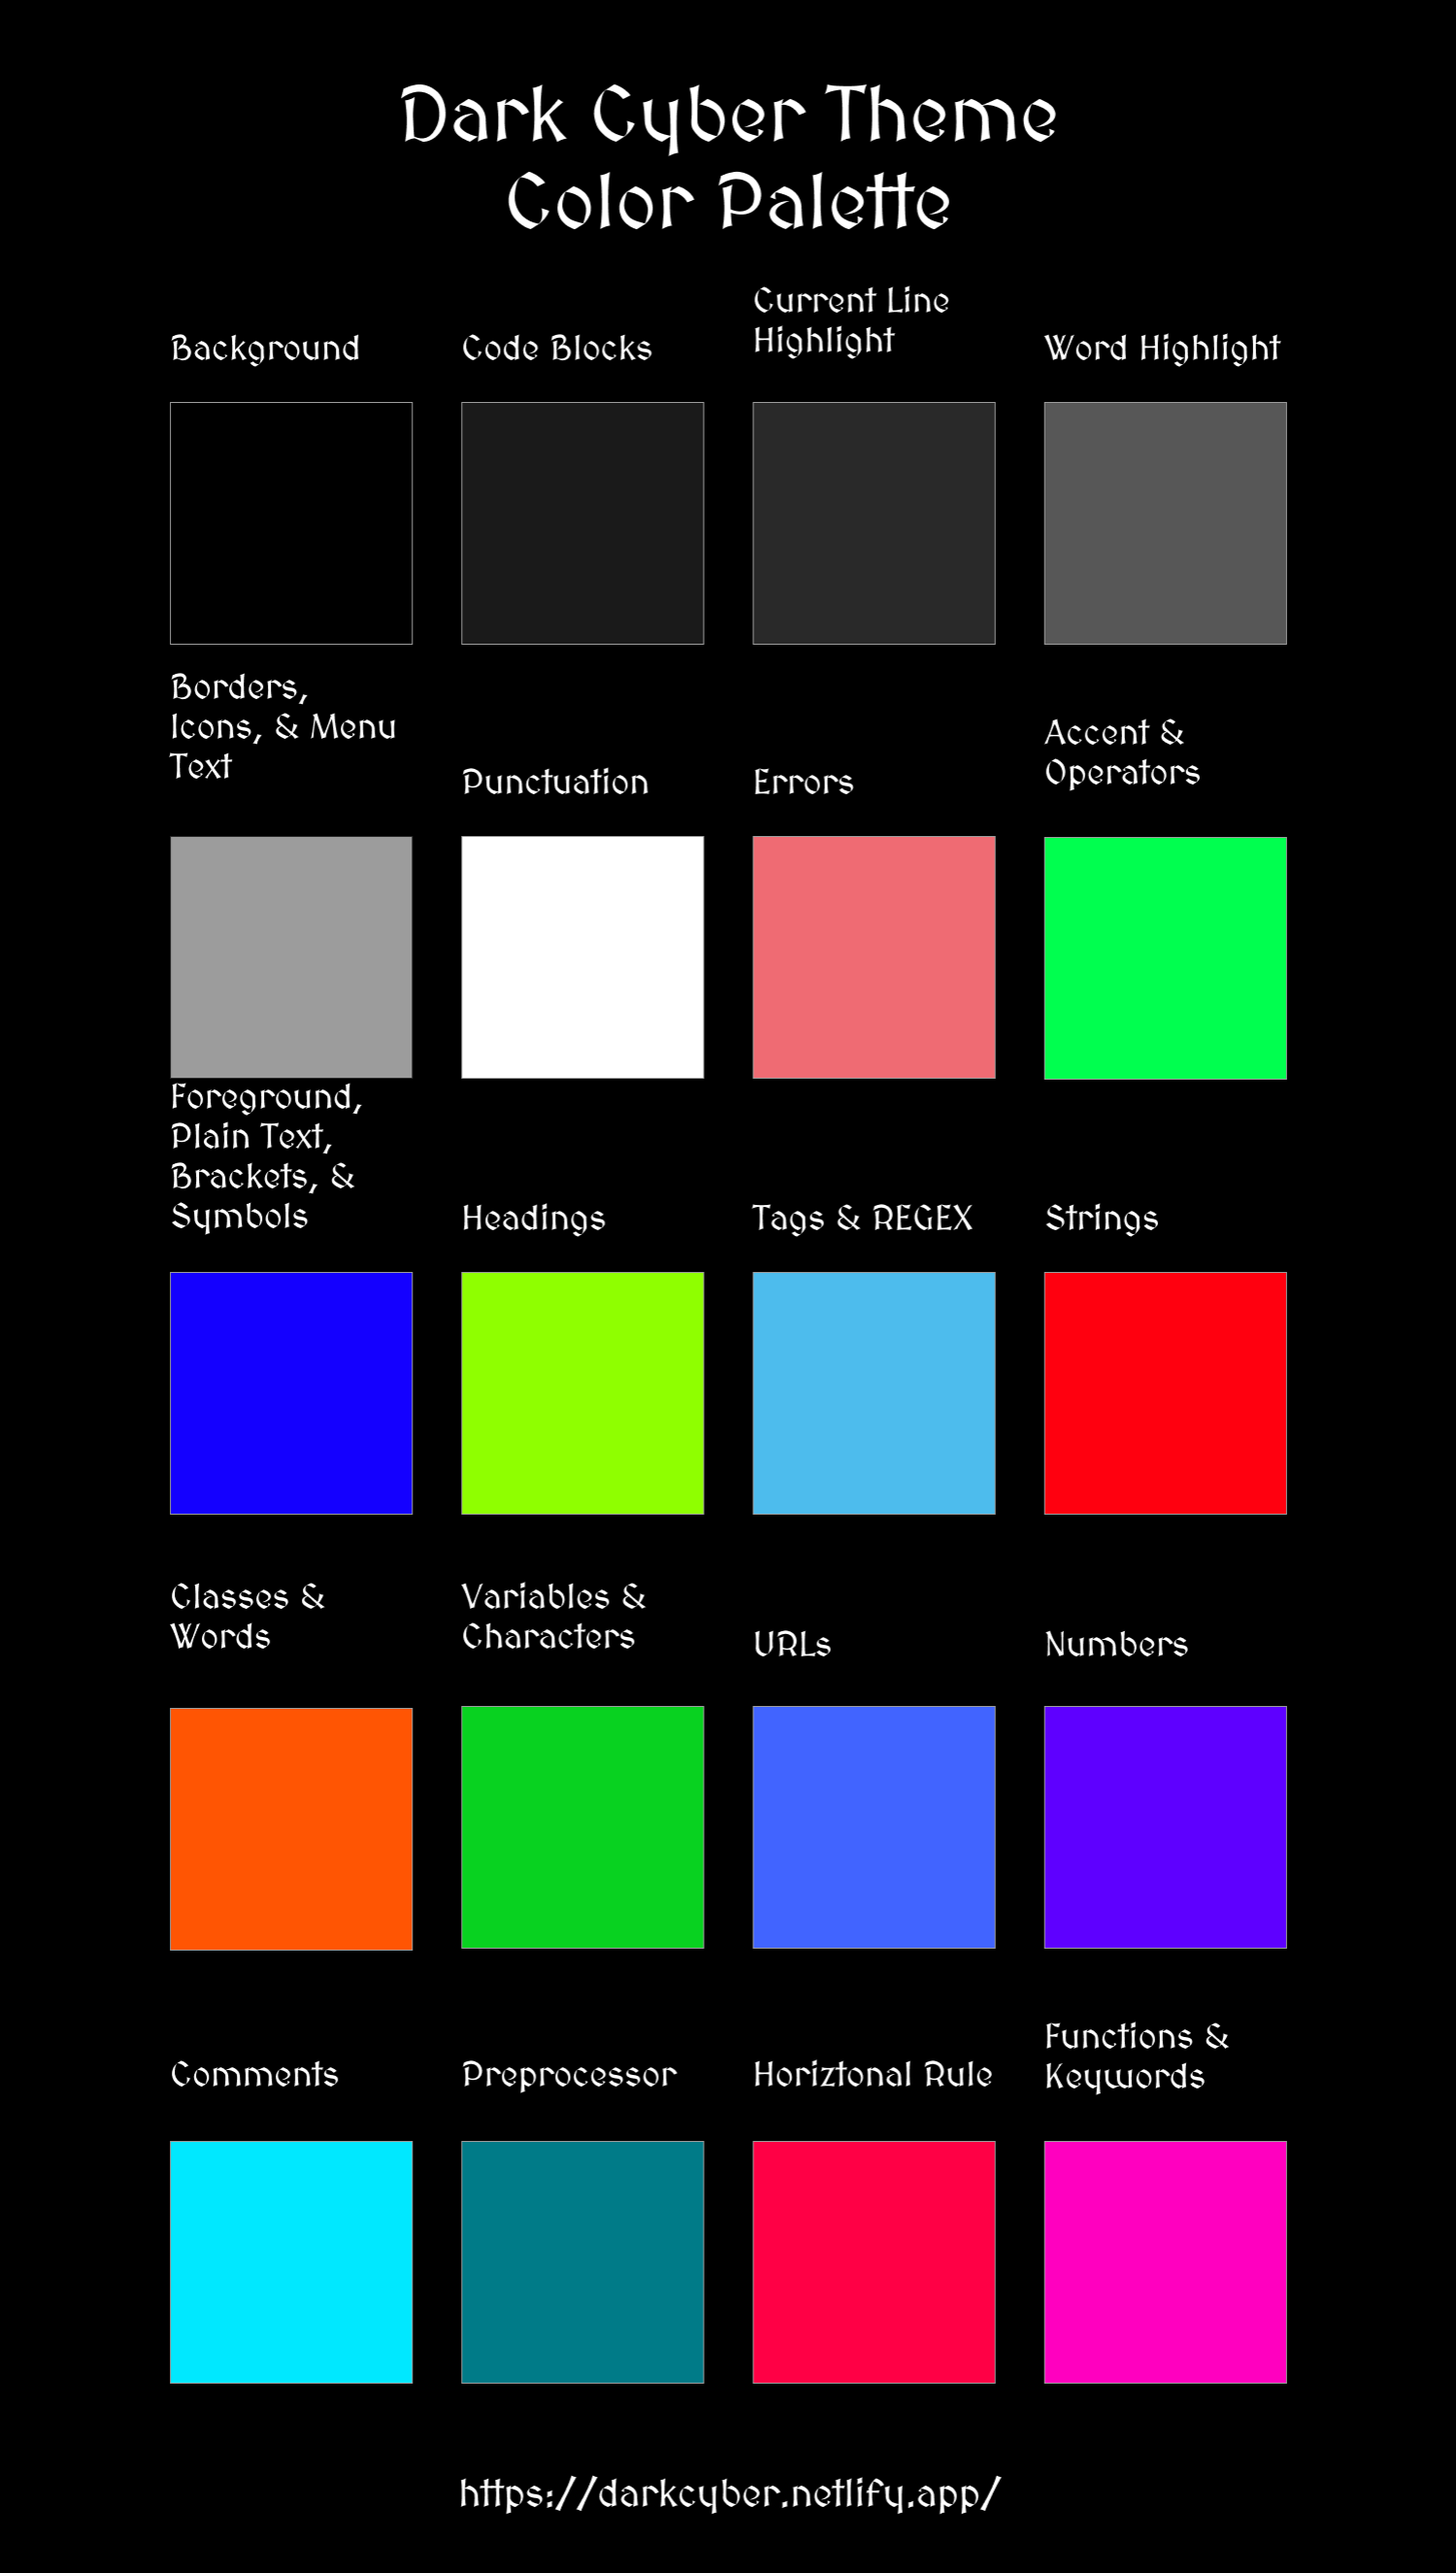 Dark Cyber Theme
Color Palette
Background
Code Blocks
Current Line
Highlight
Word Highlight
Borders,
Icons, & Menu
Text
Punctuation
Errors
Accent &
Operators
Foreground,
Plain Text,
Brackets, &
Symbols
Headings
Tags & REGEX
Strings
Classes &
Words
Variables &
Characters
URLs
Numbers
Comments
Preprocessor
Horiztonal Rule
Functions &
Keywords
https://darkcyber.netlify.app/